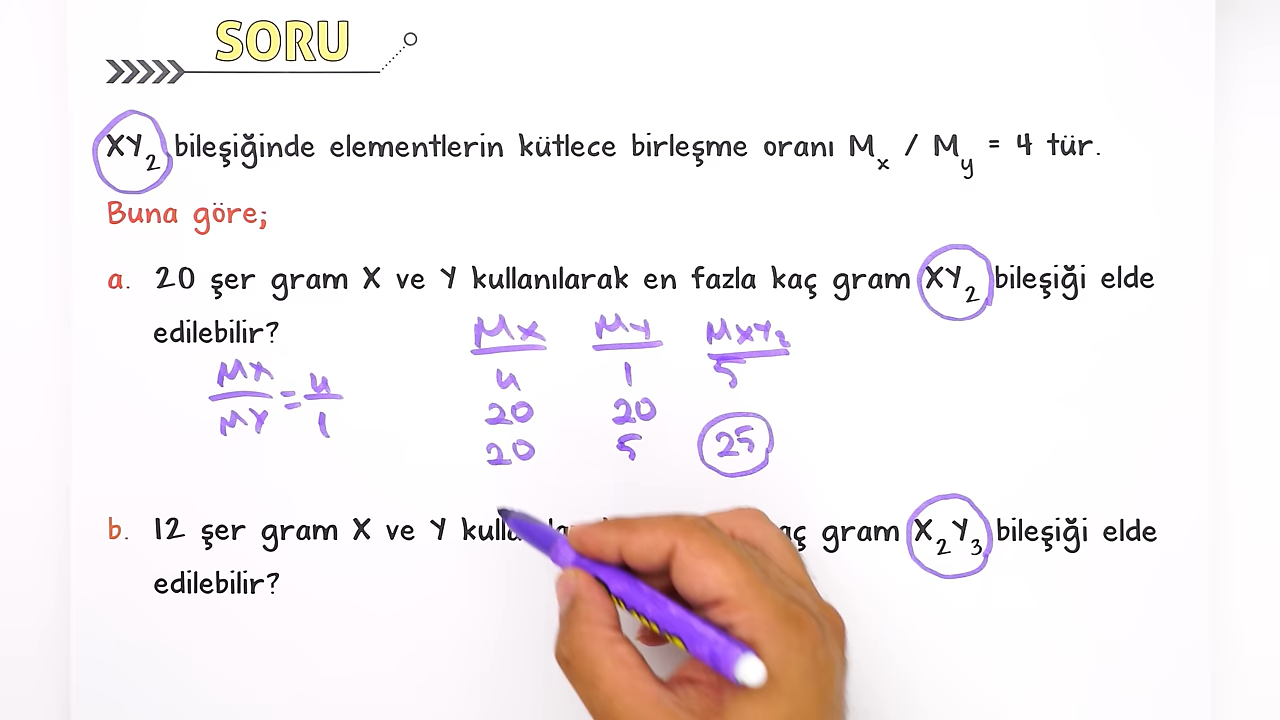 SORU
XY₂ bileşiğinde elementlerin kütlece birleşme oranı Mₓ / Mᵧ = 4 tür.
Buna göre;
a. 20 şer gram X ve Y kullanılarak en fazla kaç gram XY₂ bileşiği elde
edilebilir?
MX MY MXY₂
MX/MY = 4/1
4 1 5
20 20
20 5 25
b. 12 şer gram X ve Y gram X₂Y₃ bileşiği elde
edilebilir?